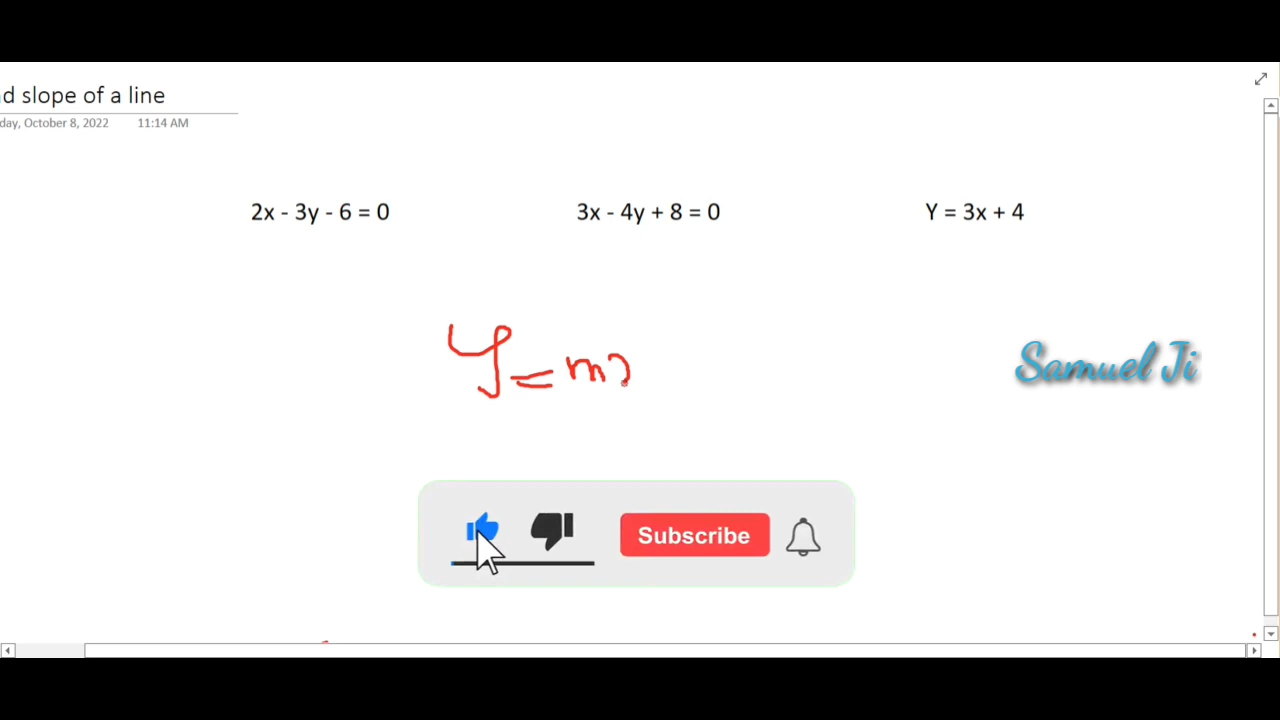 d slope of a line
day, October 8, 2022 11:14 AM
2x - 3y - 6 = 0 3x - 4y + 8 = 0 Y = 3x + 4
y = m
Samuel Ji
Subscribe